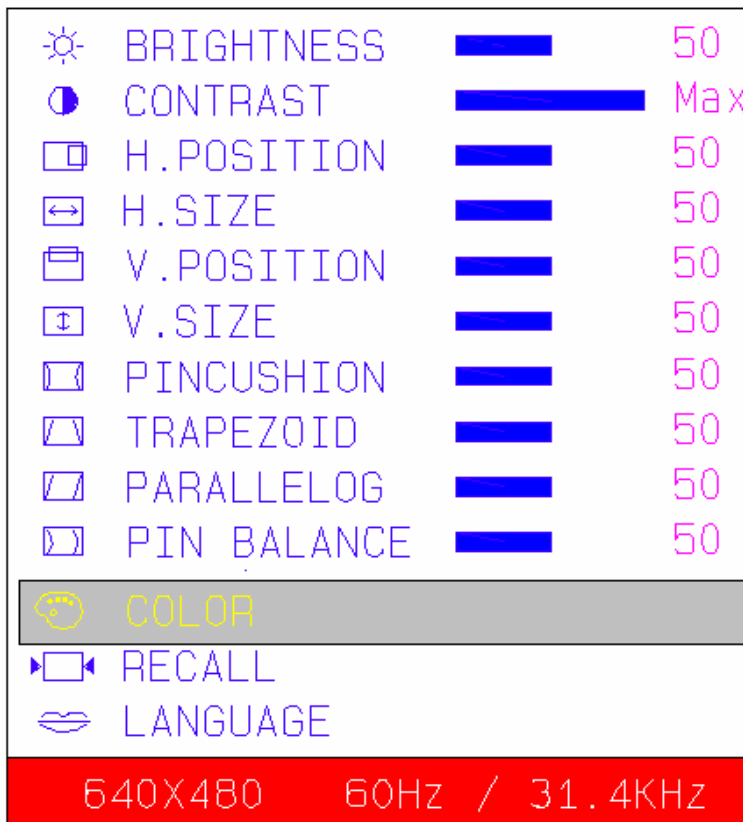 BRIGHTNESS 50
CONTRAST Max
H.POSITION 50
H.SIZE 50
V.POSITION 50
V.SIZE 50
PINCUSHION 50
TRAPEZOID 50
PARALLELOG 50
PIN BALANCE 50
COLOR
RECALL
LANGUAGE
640X480 60Hz / 31.4KHz